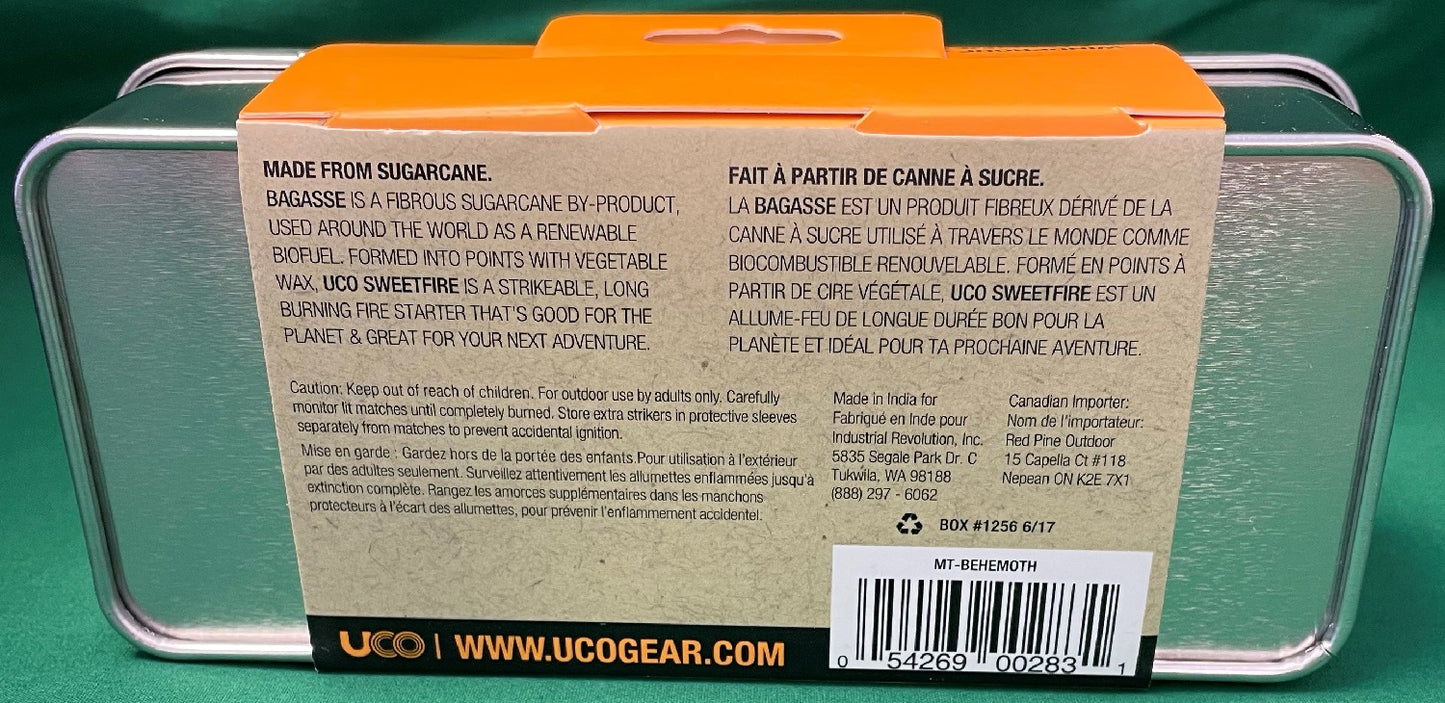 MADE FROM SUGARCANE.
BAGASSE IS A FIBROUS SUGARCANE BY-PRODUCT,
USED AROUND THE WORLD AS A RENEWABLE
BIOFUEL. FORMED INTO POINTS WITH VEGETABLE
WAX, UCO SWEETFIRE IS A STRIKEABLE, LONG
BURNING FIRE STARTER THAT'S GOOD FOR THE
PLANET & GREAT FOR YOUR NEXT ADVENTURE.
FAIT À PARTIR DE CANNE À SUCRE.
LA BAGASSE EST UN PRODUIT FIBREUX DÉRIVÉ DE LA
CANNE À SUCRE UTILISÉ À TRAVERS LE MONDE COMME
BIOCOMBUSTIBLE RENOUVELABLE. FORMÉ EN POINTS À
PARTIR DE CIRE VÉGÉTALE, UCO SWEETFIRE EST UN
ALLUME-FEU DE LONGUE DURÉE BON POUR LA
PLANÈTE ET IDÉAL POUR TA PROCHAINE AVENTURE.
Caution: Keep out of reach of children. For outdoor use by adults only. Carefully
monitor lit matches until completely burned. Store extra strikers in protective sleeves
separately from matches to prevent accidental ignition.
Mise en garde : Gardez hors de la portée des enfants.Pour utilisation à l'extérieur
par des adultes seulement. Surveillez attentivement les allumettes enflammées jusqu'à
extinction complète. Rangez les amorces supplémentaires dans les manchons
protecteurs à l'écart des allumettes, pour prévenir l'enflammement accidentel.
Made in India for
Fabriqué en Inde pour
Industrial Revolution, Inc.
5835 Segale Park Dr. C
Tukwila, WA 98188
(888) 297 - 6062
Canadian Importer:
Nom de l'importateur:
Red Pine Outdoor
15 Capella Ct #118
Nepean ON K2E 7X1
BOX #1256 6/17
MT-BEHEMOTH
0 54269 00283 1
UCO | WWW.UCOGEAR.COM